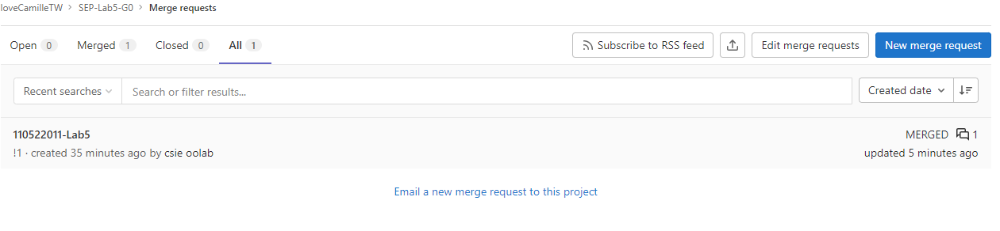 loveCamilleTW > SEP-Lab5-G0 > Merge requests
Open 0 Merged 1 Closed 0 All 1 Subscribe to RSS feed Edit merge requests New merge request
Recent searches Search or filter results... Created date
110522011-Lab5 MERGED 1
!1 · created 35 minutes ago by csie oolab updated 5 minutes ago
Email a new merge request to this project